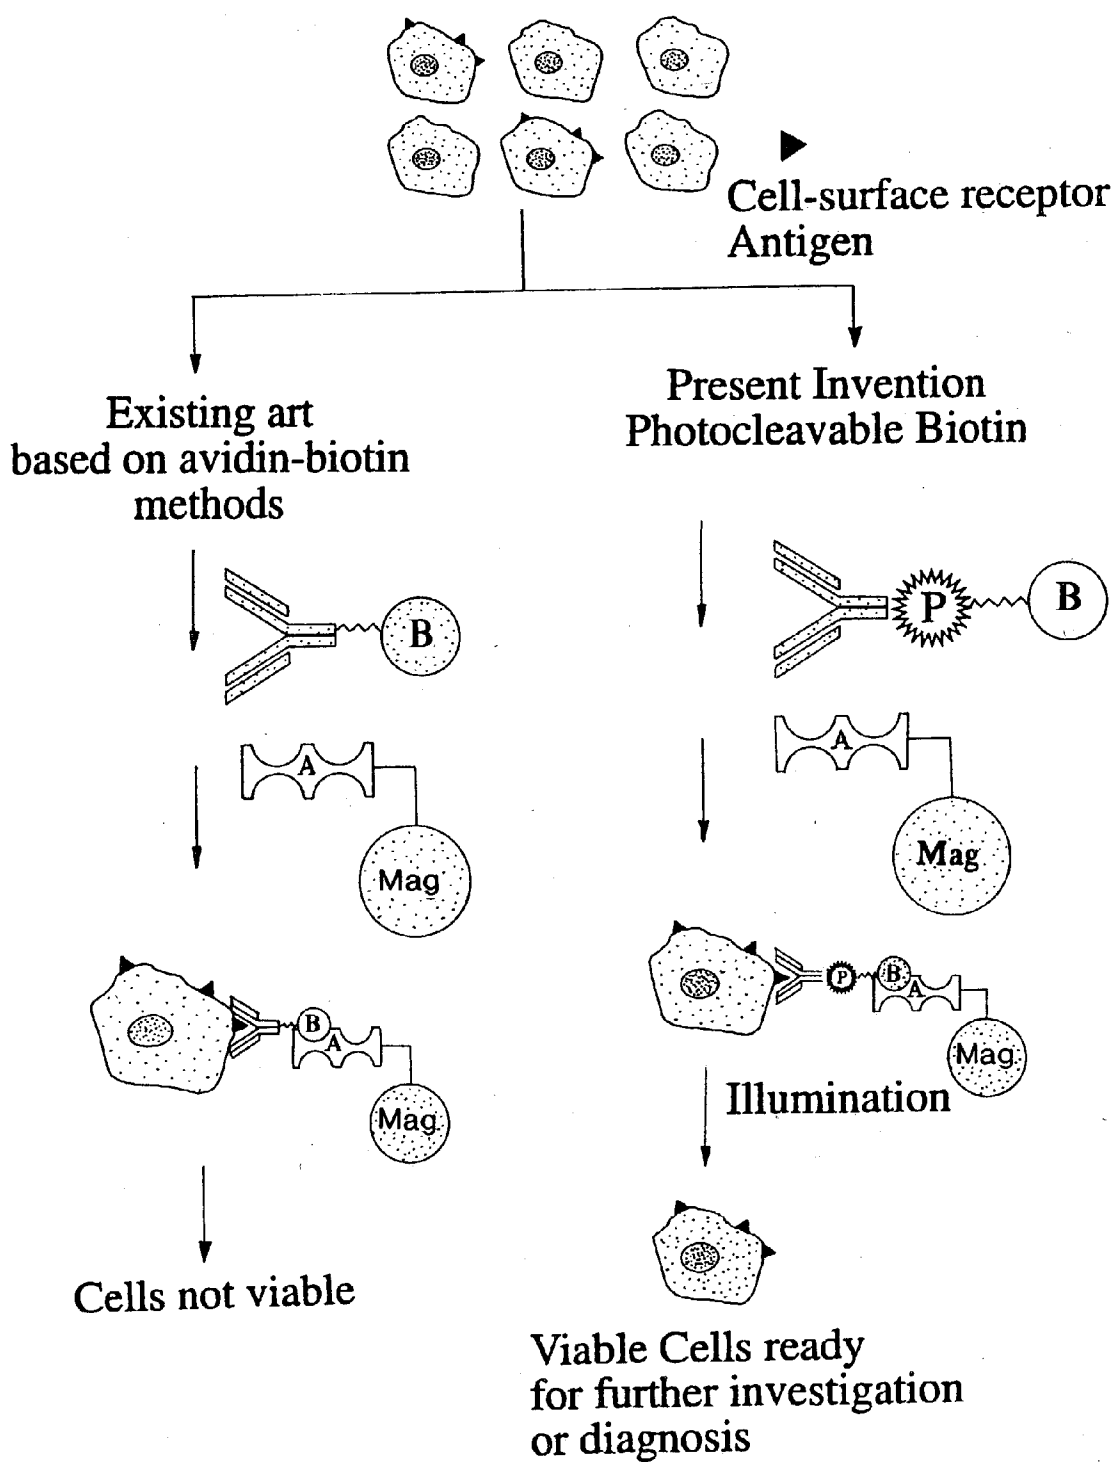 Cell-surface receptor
Antigen
Existing art
based on avidin-biotin
methods
Present Invention
Photocleavable Biotin
B
P
B
A
Mag
A
Mag
B
A
Mag
P
B
A
Mag
Illumination
Cells not viable
Viable Cells ready
for further investigation
or diagnosis